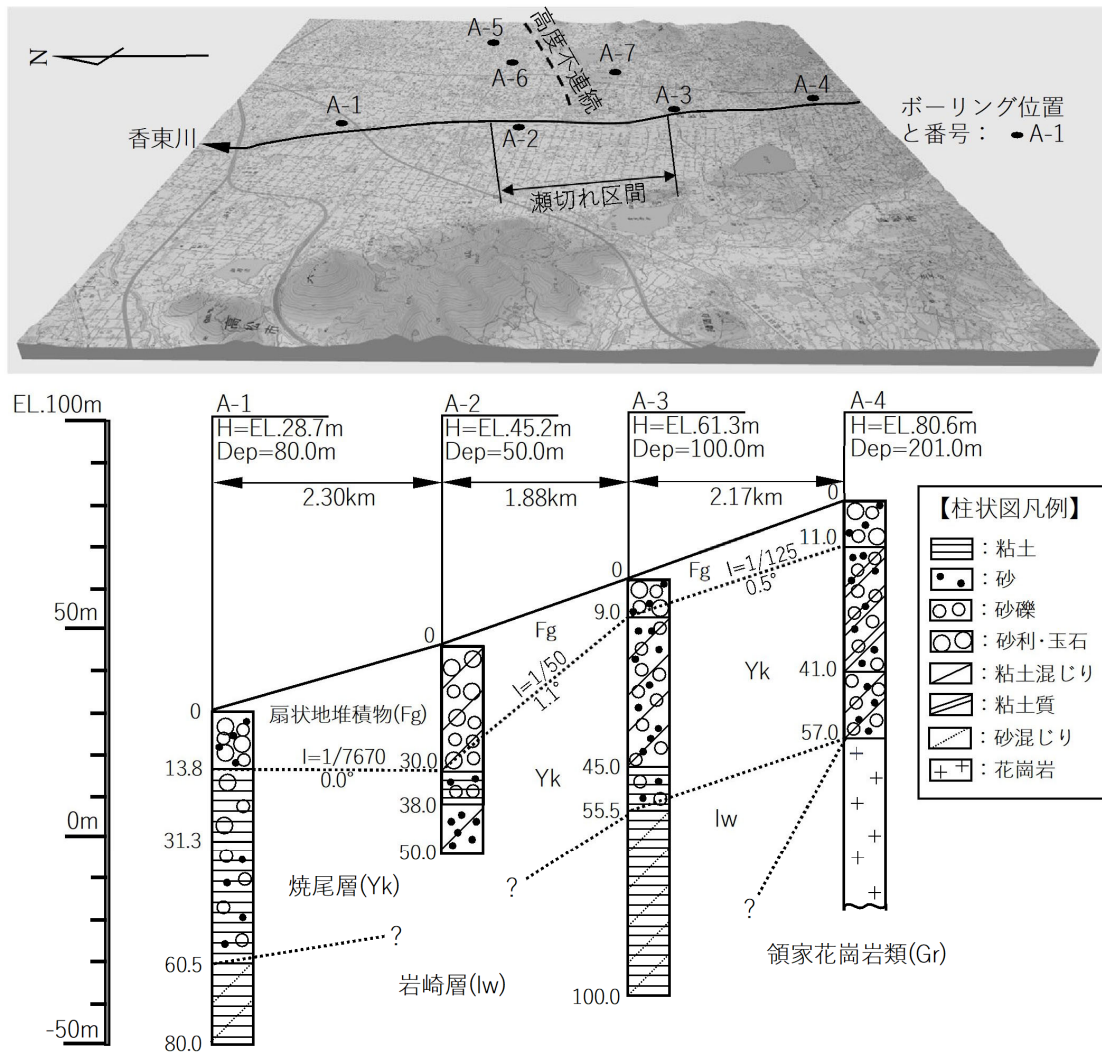 N
A-5
高度不連続
A-6
A-7
A-1
A-3
A-4
A-2
香東川
瀬切れ区間
ボーリング位置
と番号： A-1
高松市
EL.100m
50m
0m
-50m
A-1
H=EL.28.7m
Dep=80.0m
A-2
H=EL.45.2m
Dep=50.0m
A-3
H=EL.61.3m
Dep=100.0m
A-4
H=EL.80.6m
Dep=201.0m
2.30km
1.88km
2.17km
0
13.8
31.3
60.5
80.0
0
30.0
38.0
50.0
0
9.0
45.0
55.5
100.0
0
11.0
41.0
57.0
扇状地堆積物(Fg)
I=1/7670
0.0°
Fg
I=1/50
1.1°
Fg
I=1/125
0.5°
Yk
Yk
Iw
焼尾層(Yk)
?
?
?
岩崎層(Iw)
領家花崗岩類(Gr)
【柱状図凡例】
：粘土
：砂
：砂礫
：砂利･玉石
：粘土混じり
：粘土質
：砂混じり
：花崗岩